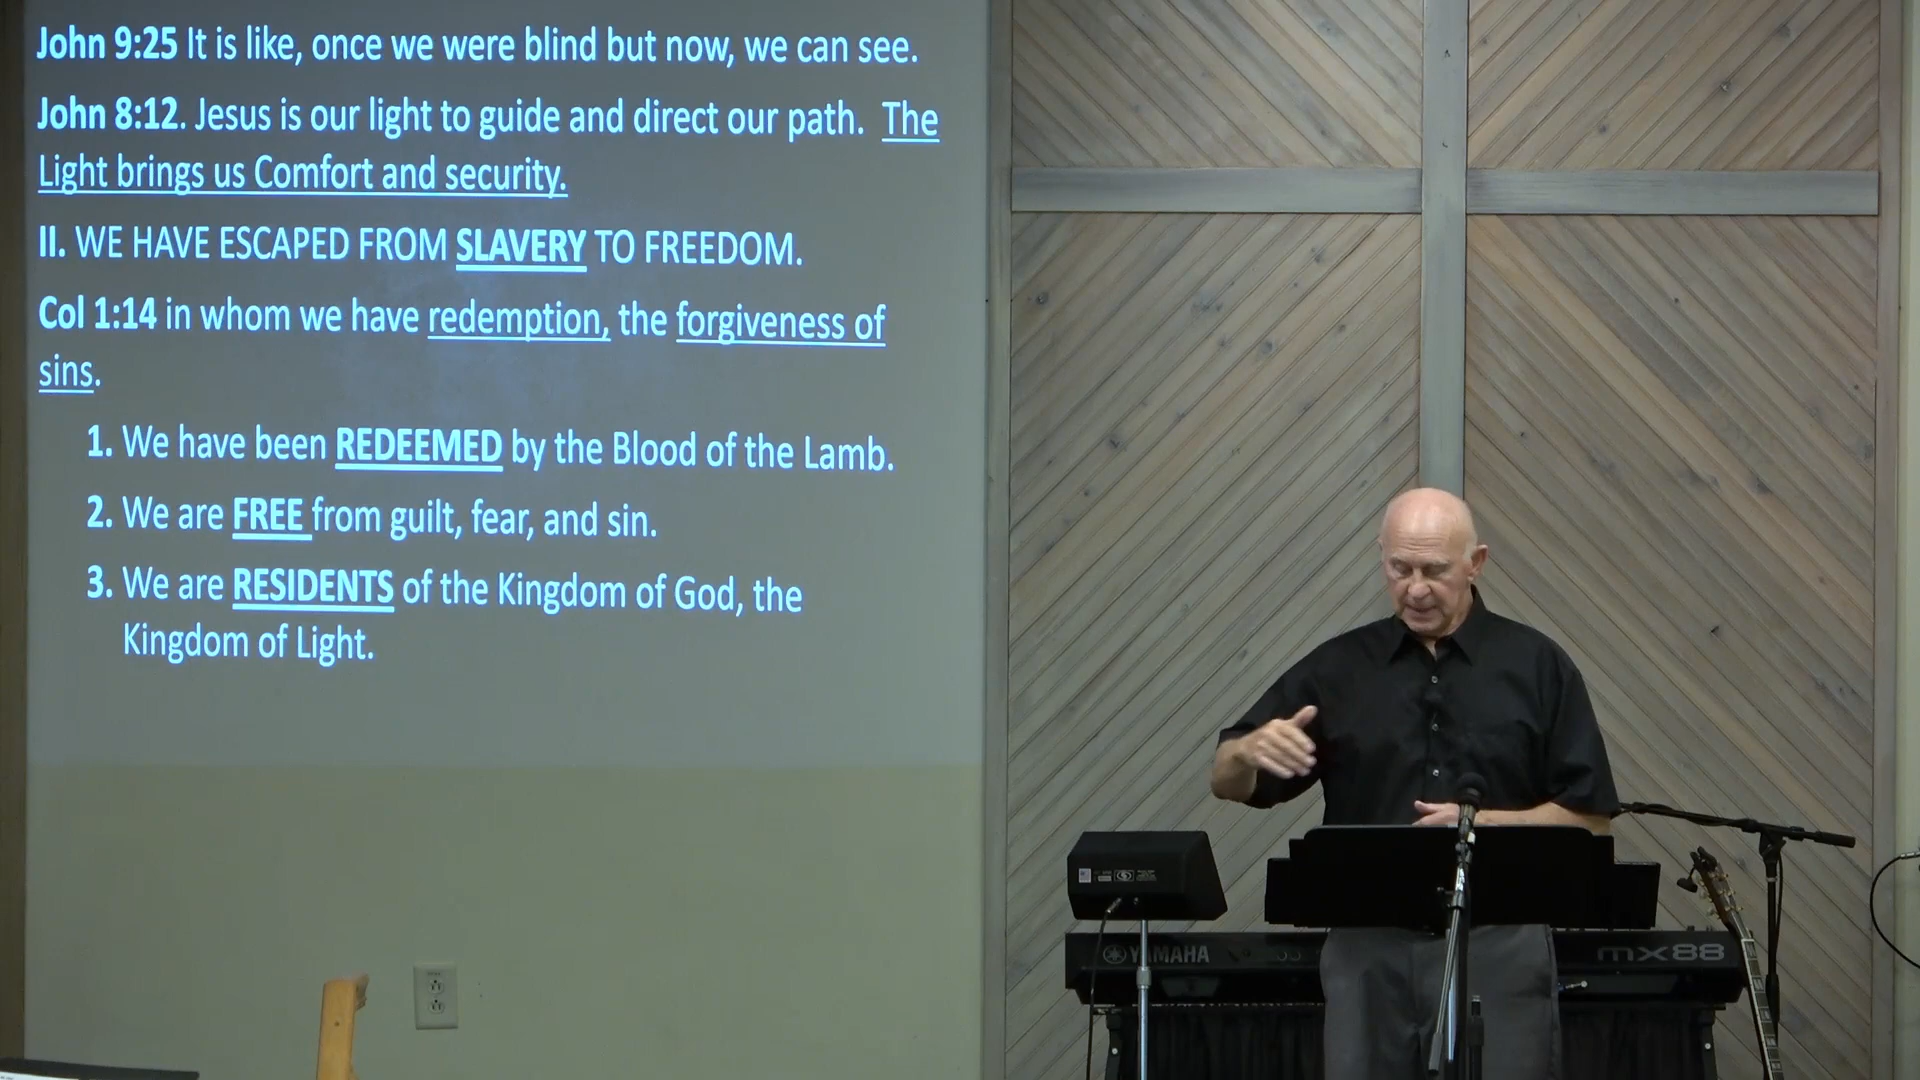 John 9:25 It is like, once we were blind but now, we can see.
John 8:12. Jesus is our light to guide and direct our path. The
Light brings us Comfort and security.
II. WE HAVE ESCAPED FROM SLAVERY TO FREEDOM.
Col 1:14 in whom we have redemption, the forgiveness of
sins.
1. We have been REDEEMED by the Blood of the Lamb.
2. We are FREE from guilt, fear, and sin.
3. We are RESIDENTS of the Kingdom of God, the
Kingdom of Light.
YAMAHA
MX88